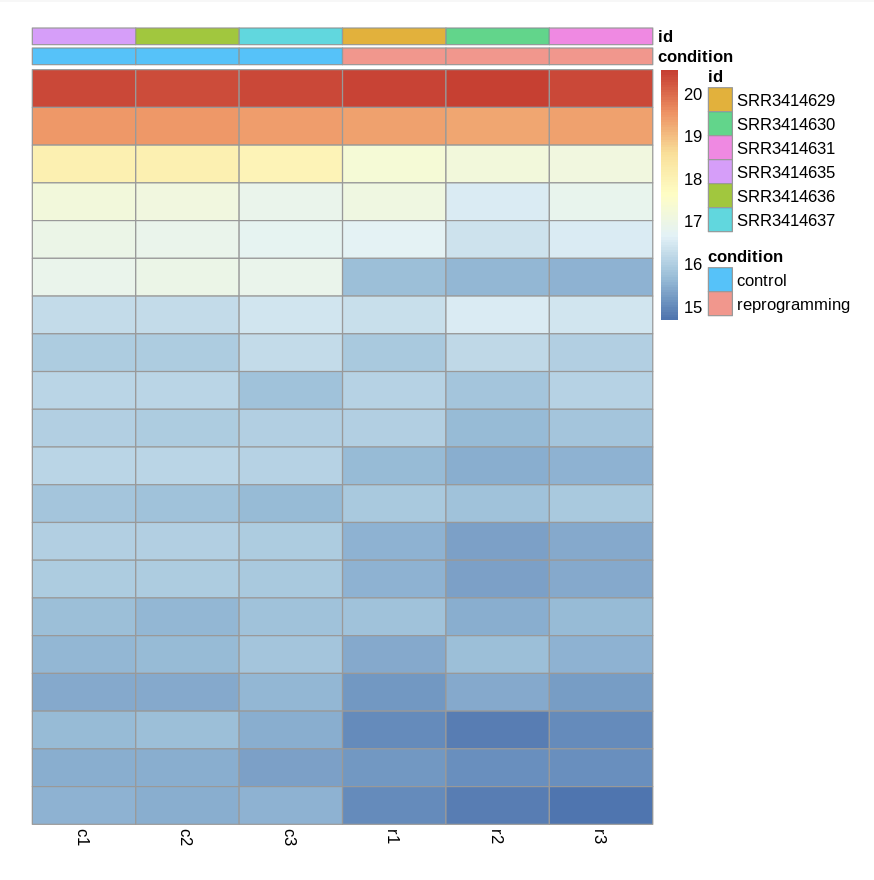 id
condition
id
20
19
18
17
16
15
SRR3414629
SRR3414630
SRR3414631
SRR3414635
SRR3414636
SRR3414637
condition
control
reprogramming
c1 c2 c3 r1 r2 r3